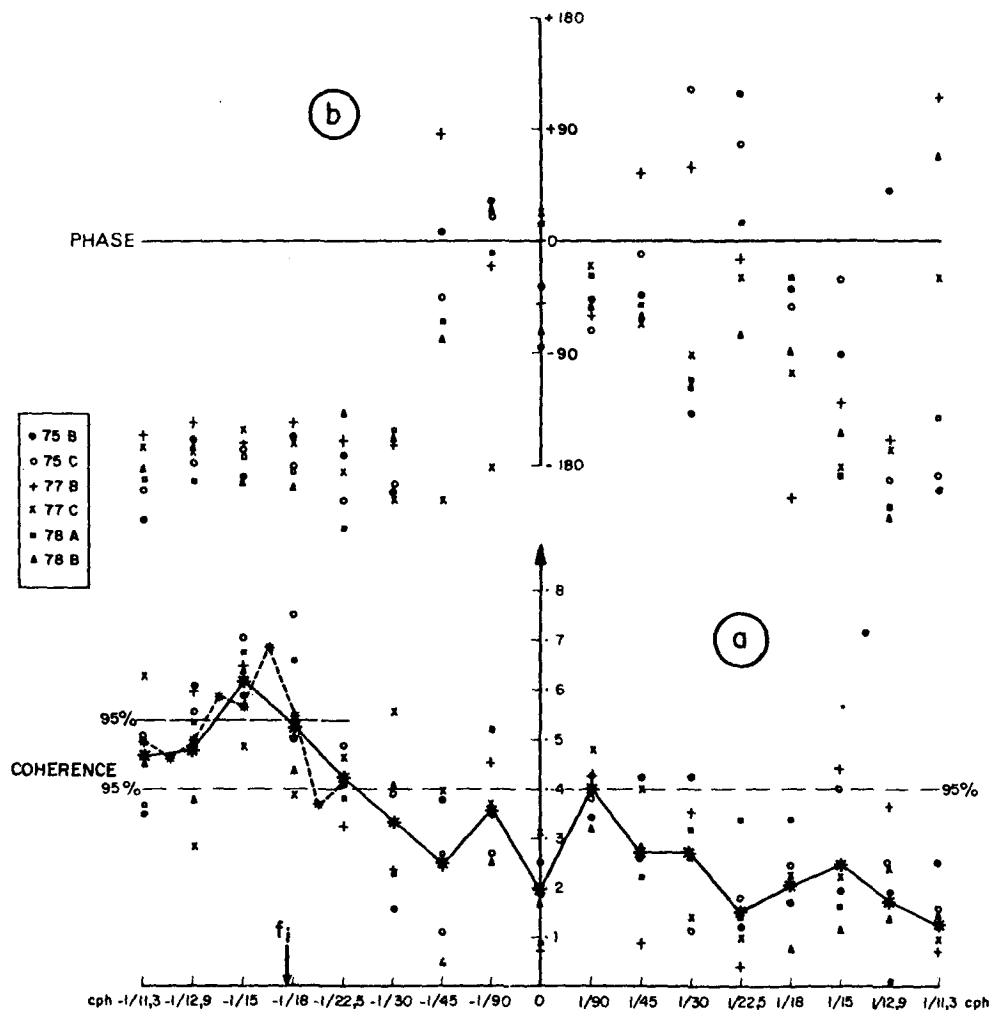 +180
b
+90
PHASE
0
-90
-180
• 75 B
○ 75 C
+ 77 B
x 77 C
▪ 78 A
▲ 78 B
.8
a
.7
.6
95%
.5
COHERENCE
95%
.4
95%
.3
.2
fi
.1
cph -1/11,3 -1/12,9 -1/15 -1/18 -1/22,5 -1/30 -1/45 -1/90 0 1/90 1/45 1/30 1/22,5 1/18 1/15 1/12,9 1/11,3 cph